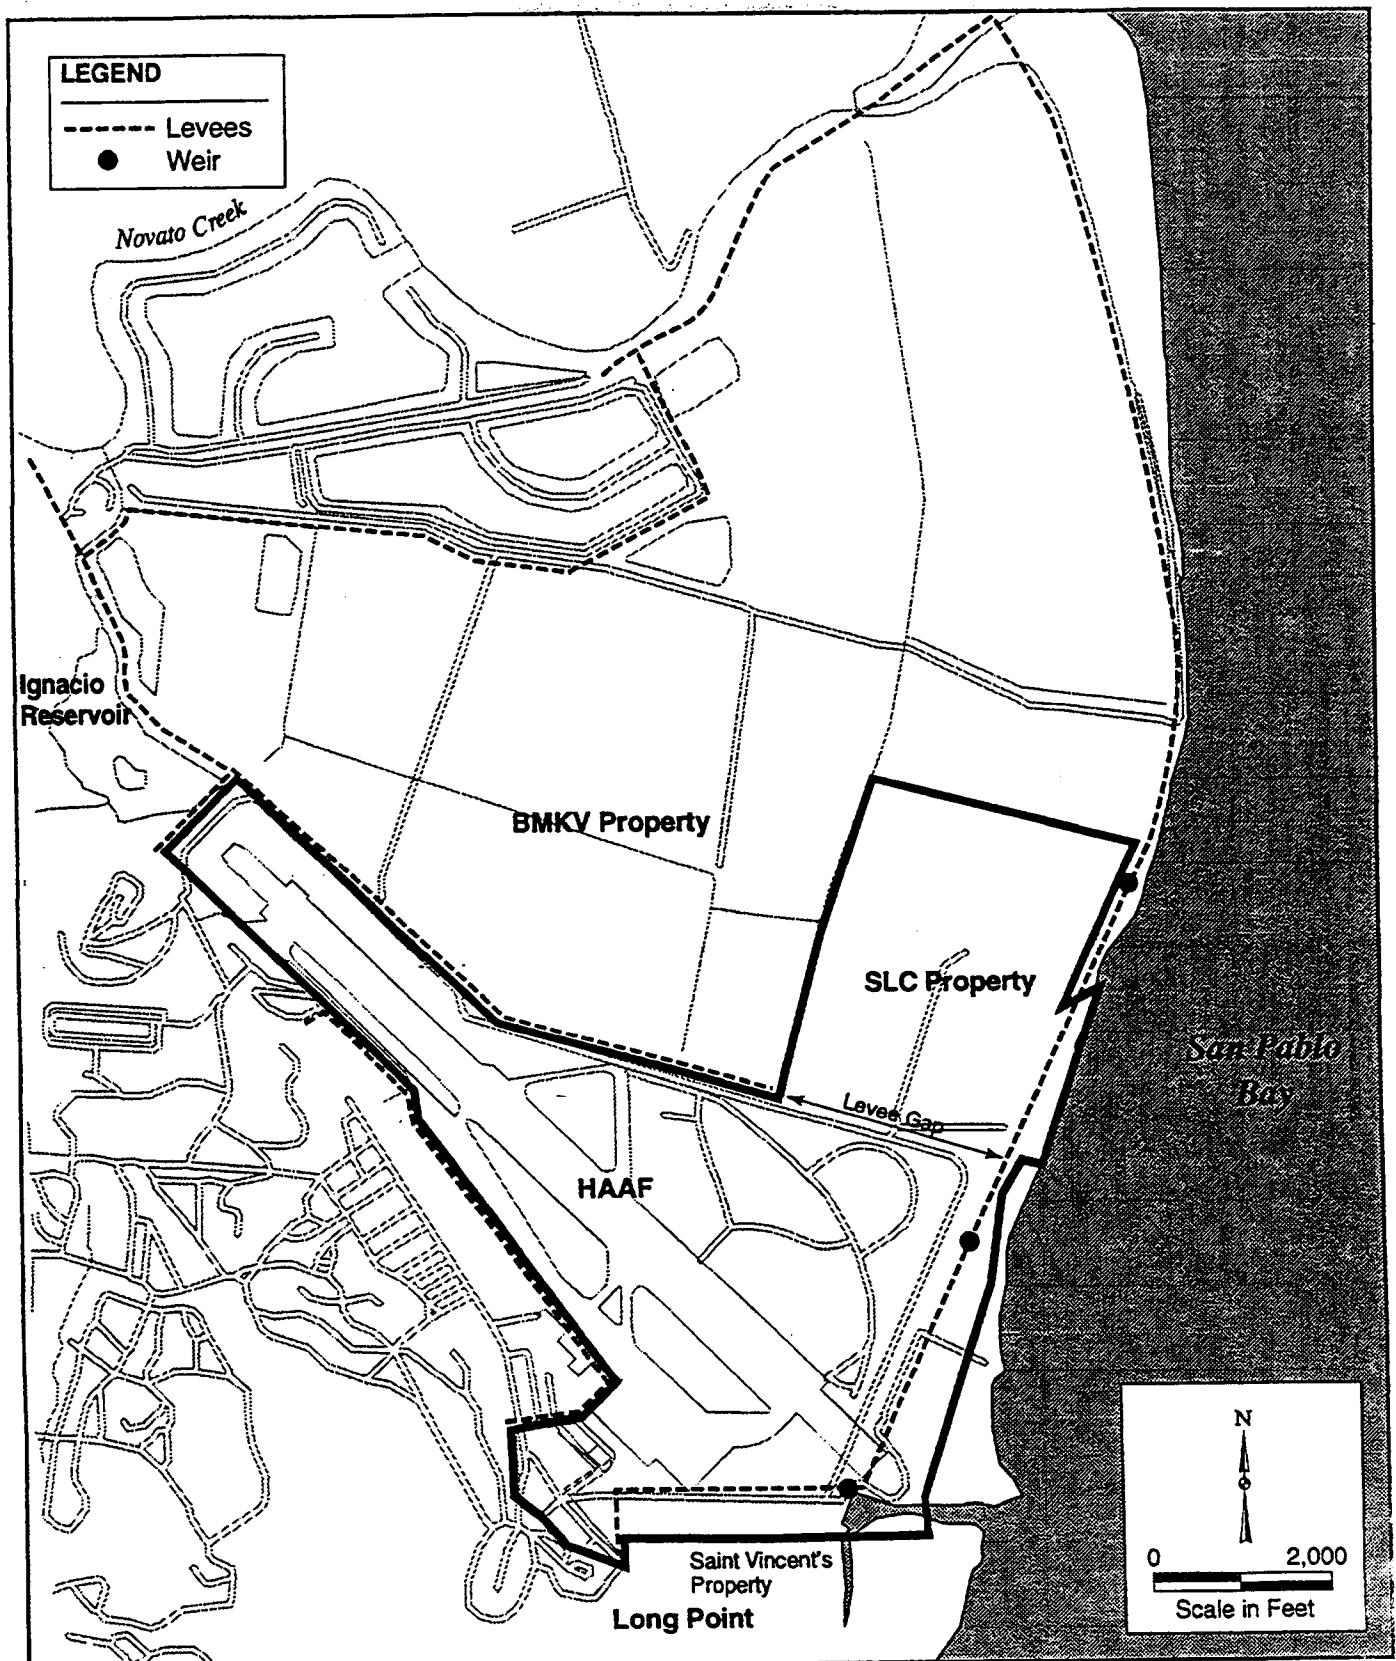 LEGEND
Levees
Weir
Novato Creek
Ignacio
Reservoir
BMKV Property
SLC Property
San Pablo
Bay
Levee Gap
HAAF
N
0 2,000
Scale in Feet
Saint Vincent's
Property
Long Point